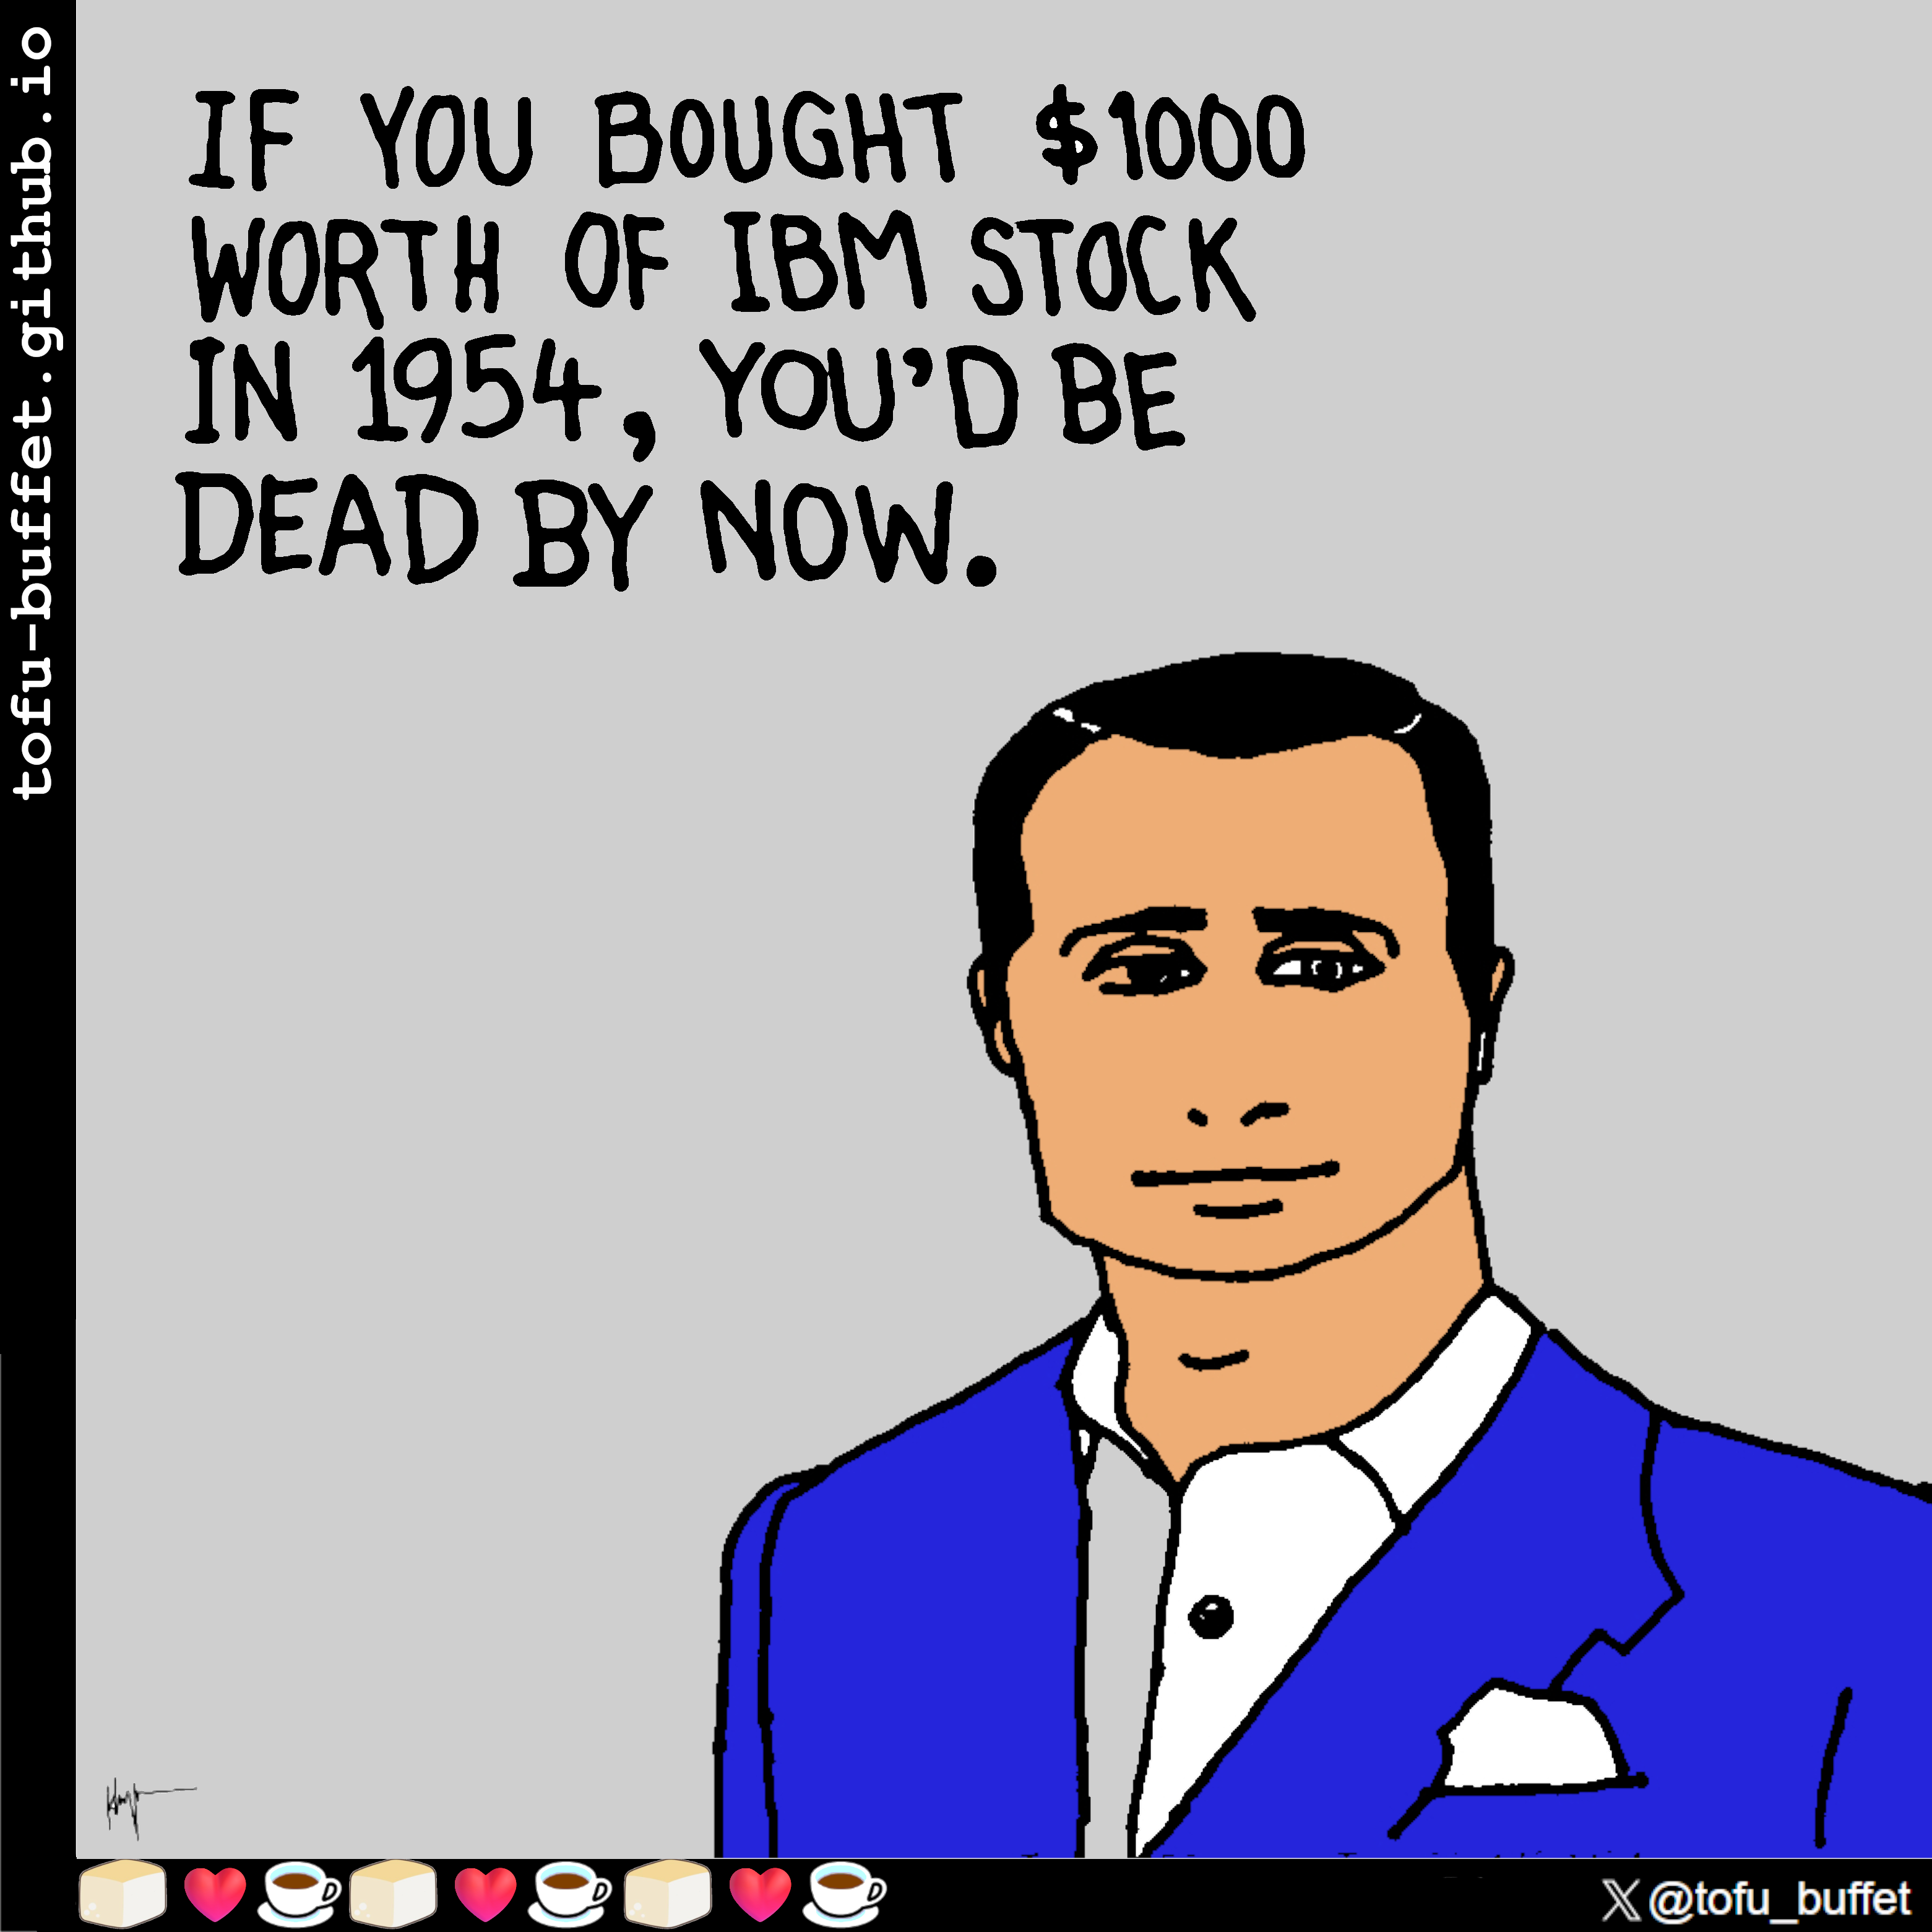 IF YOU BOUGHT $1000
WORTH OF IBM STOCK
IN 1954, YOU'D BE
DEAD BY NOW.
tofu-buffet.github.io
𝕏 @tofu_buffet